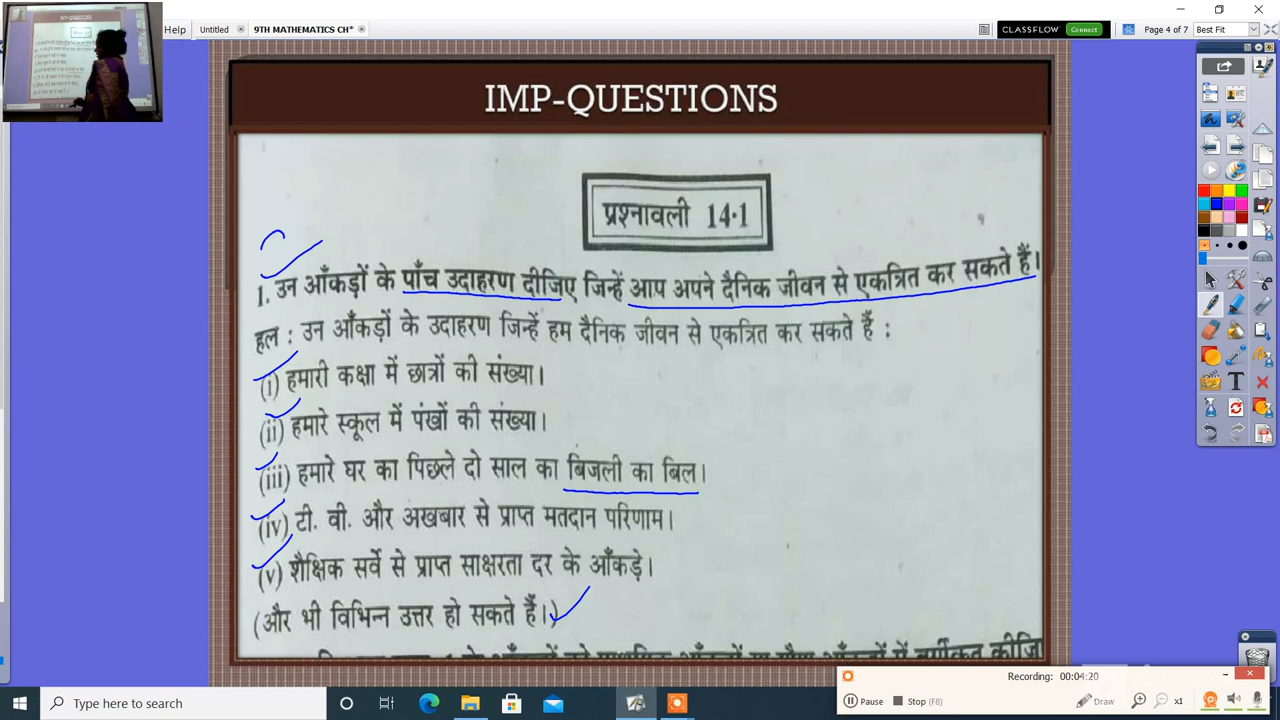 Help
Untitled
9TH MATHEMATICS CH*
CLASSFLOW
Connect
Page 4 of 7
Best Fit
IMP-QUESTIONS
प्रश्नावली 14·1
1. उन आँकड़ों के पाँच उदाहरण दीजिए जिन्हें आप अपने दैनिक जीवन से एकत्रित कर सकते हैं।
हल : उन आँकड़ों के उदाहरण जिन्हें हम दैनिक जीवन से एकत्रित कर सकते हैं :
(i) हमारी कक्षा में छात्रों की संख्या।
(ii) हमारे स्कूल में पंखों की संख्या।
(iii) हमारे घर का पिछले दो साल का बिजली का बिल।
(iv) टी. वी. और अखबार से प्राप्त मतदान परिणाम।
(v) शैक्षिक सर्वे से प्राप्त साक्षरता दर के आँकड़े।
(और भी विभिन्न उत्तर हो सकते हैं।)
Recording: 00:04:20
Pause
Stop (F8)
Draw
x1
Type here to search